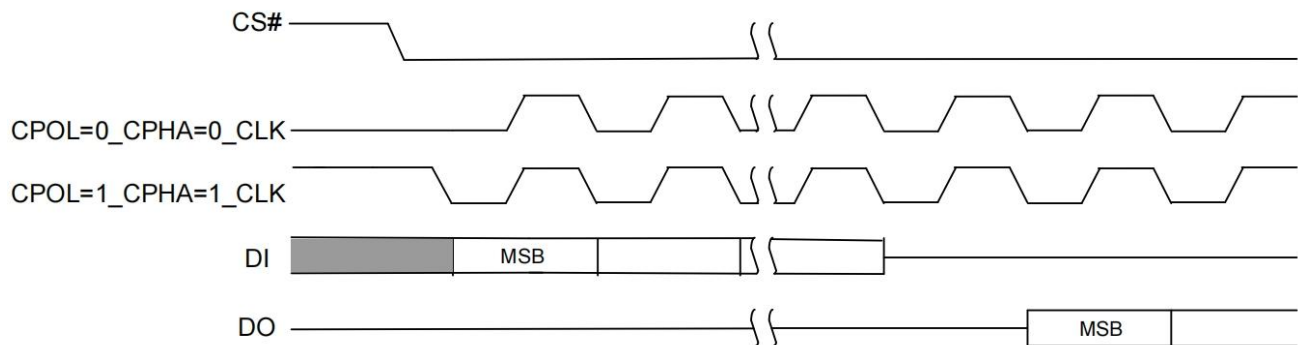 CS#
CPOL=0_CPHA=0_CLK
CPOL=1_CPHA=1_CLK
DI MSB
DO MSB